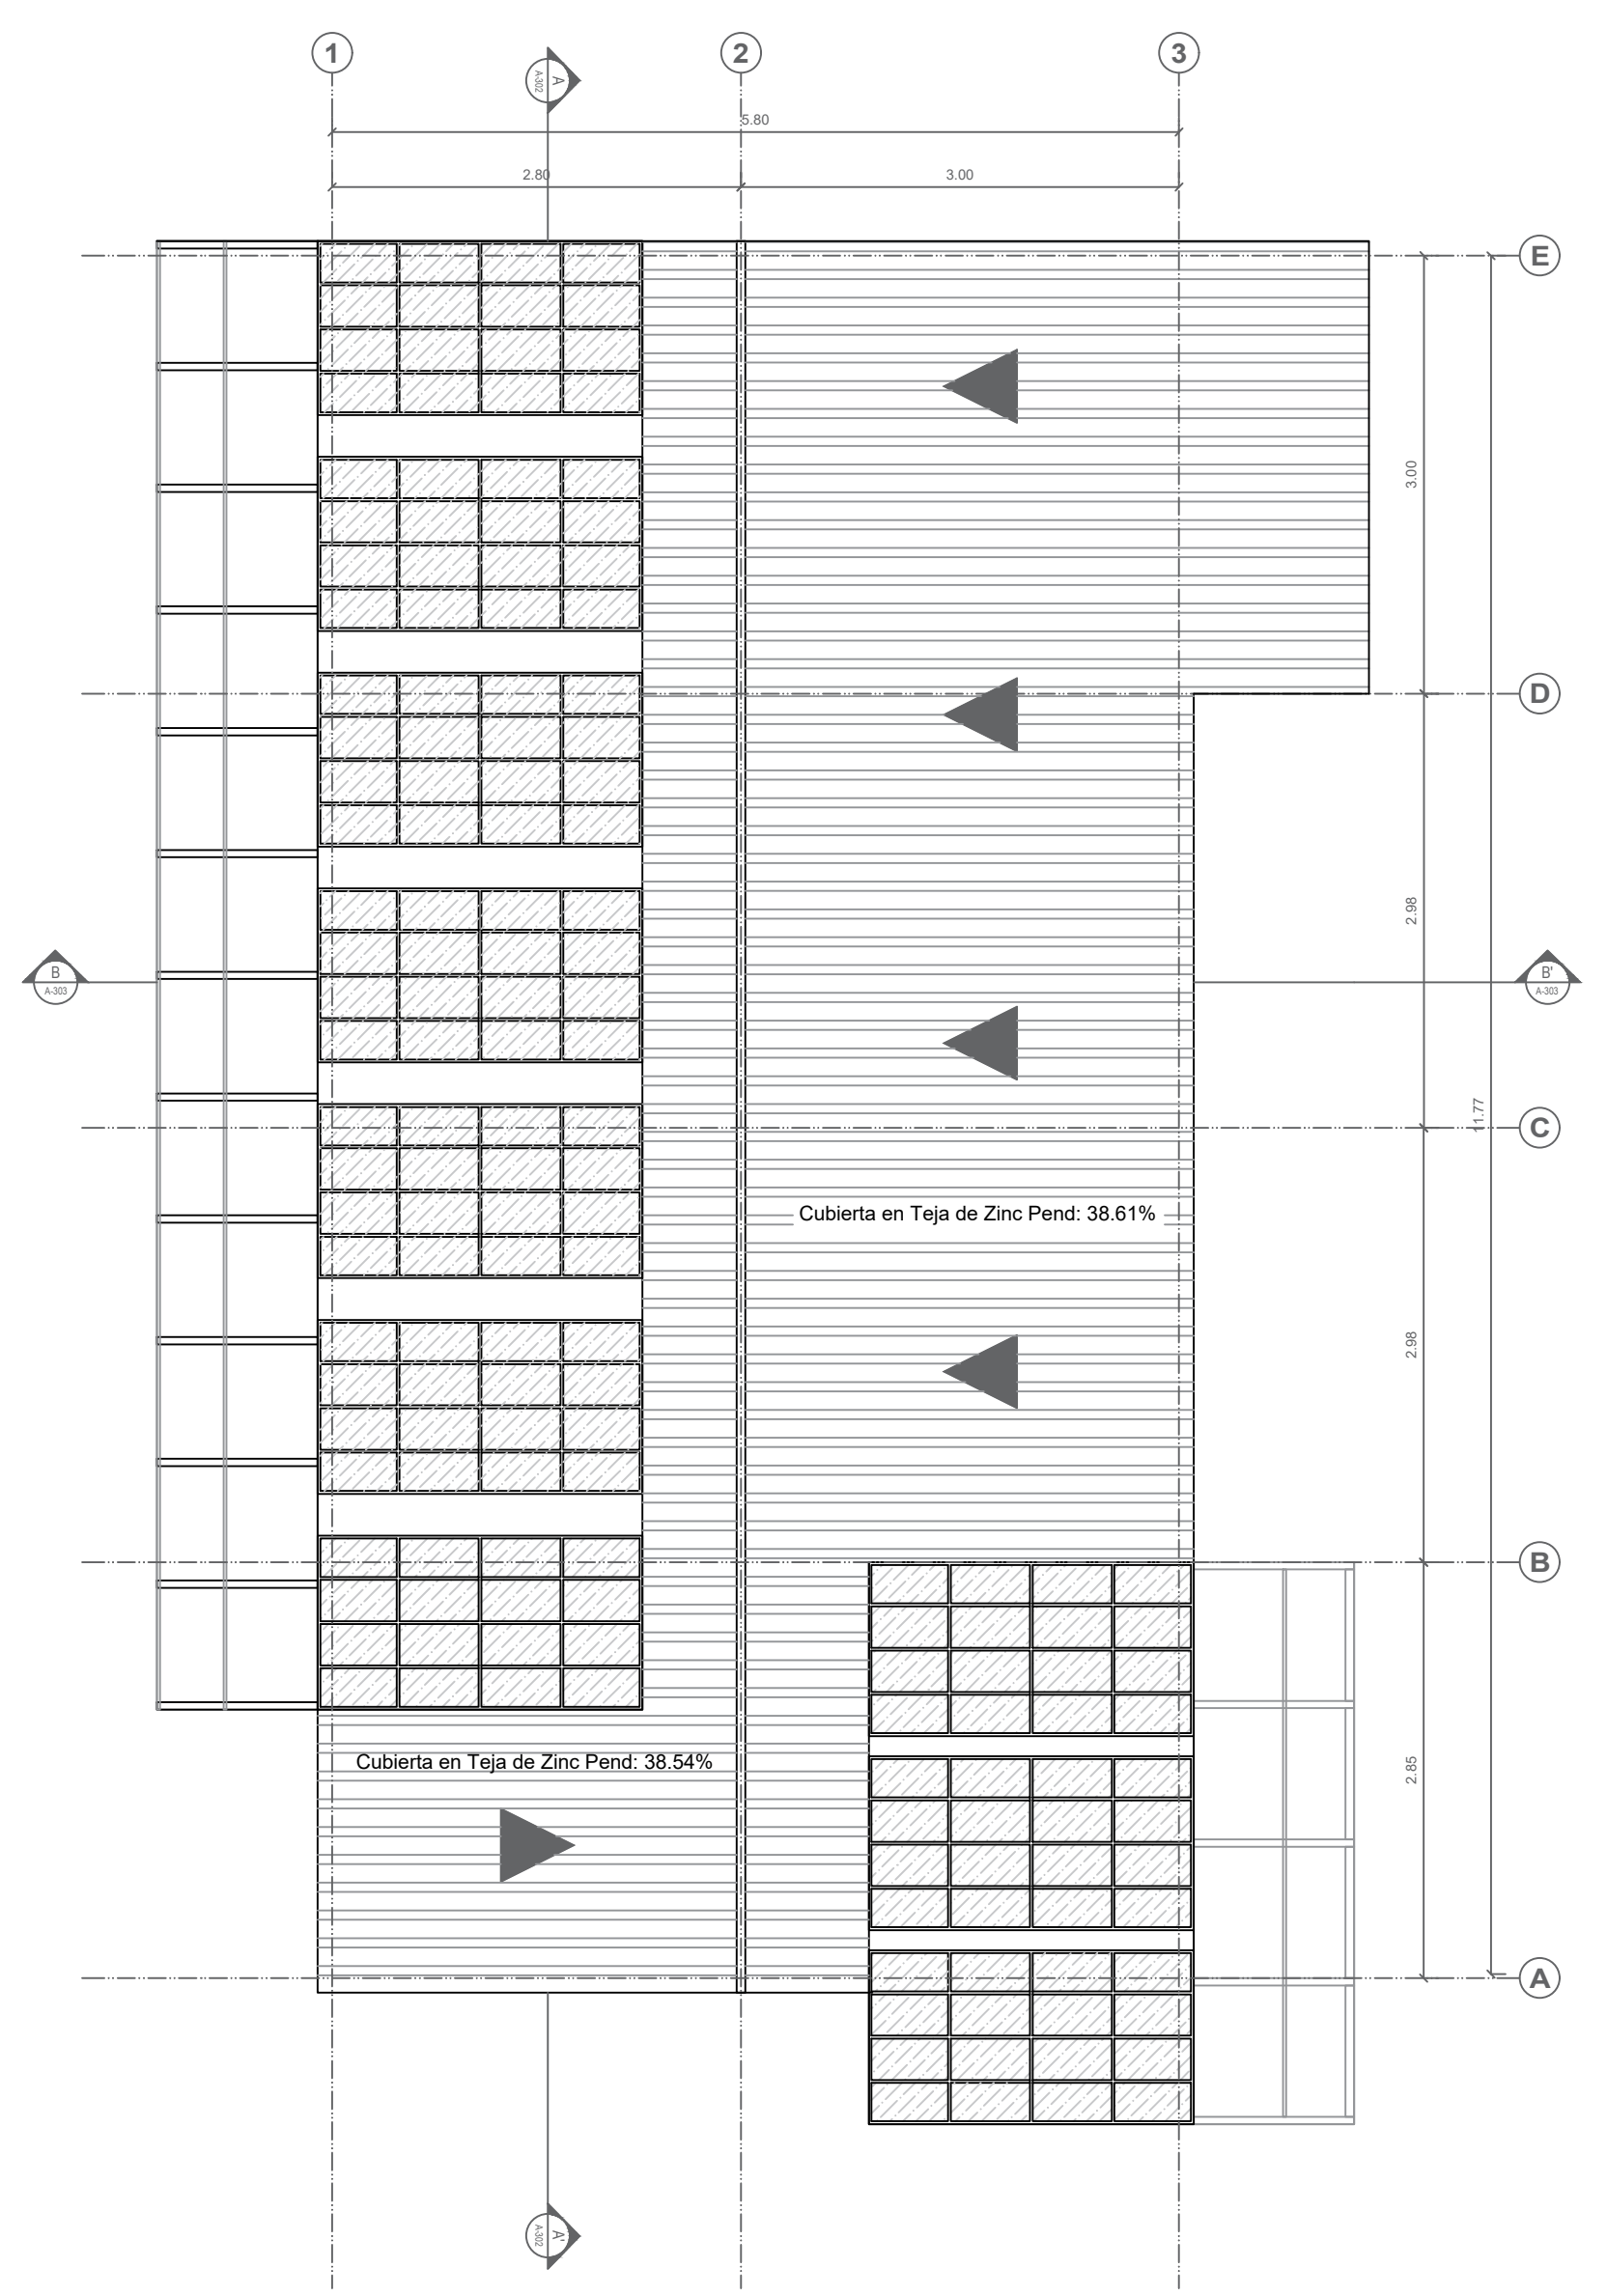 1
2
3
A
A-302
5.80
2.80
3.00
E
3.00
D
2.98
B
A-303
B'
A-303
11.77
C
Cubierta en Teja de Zinc Pend: 38.61%
2.98
B
Cubierta en Teja de Zinc Pend: 38.54%
2.85
A
A'
A-302